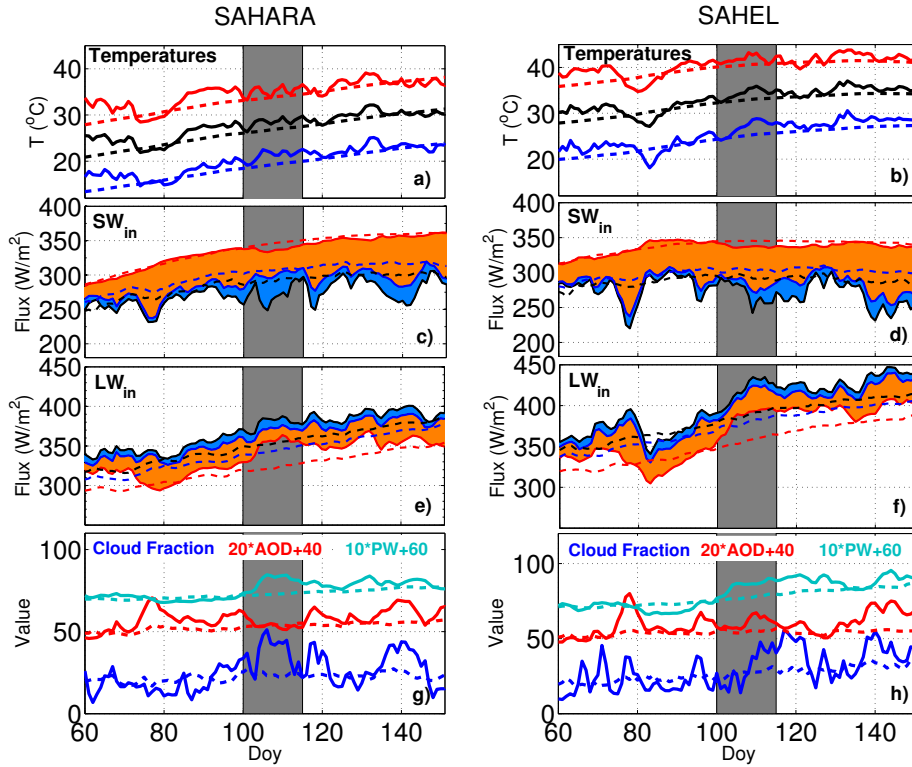 SAHARA
SAHEL
Temperatures
T (°C)
40
30
20
a)
Temperatures
T (°C)
40
30
20
b)
SWin
Flux (W/m²)
400
350
300
250
200
c)
SWin
Flux (W/m²)
400
350
300
250
200
d)
LWin
Flux (W/m²)
450
400
350
300
e)
LWin
Flux (W/m²)
450
400
350
300
f)
Cloud Fraction 20*AOD+40 10*PW+60
Value
100
50
0
g)
60 80 100 120 140
Doy
Cloud Fraction 20*AOD+40 10*PW+60
Value
100
50
0
h)
60 80 100 120 140
Doy